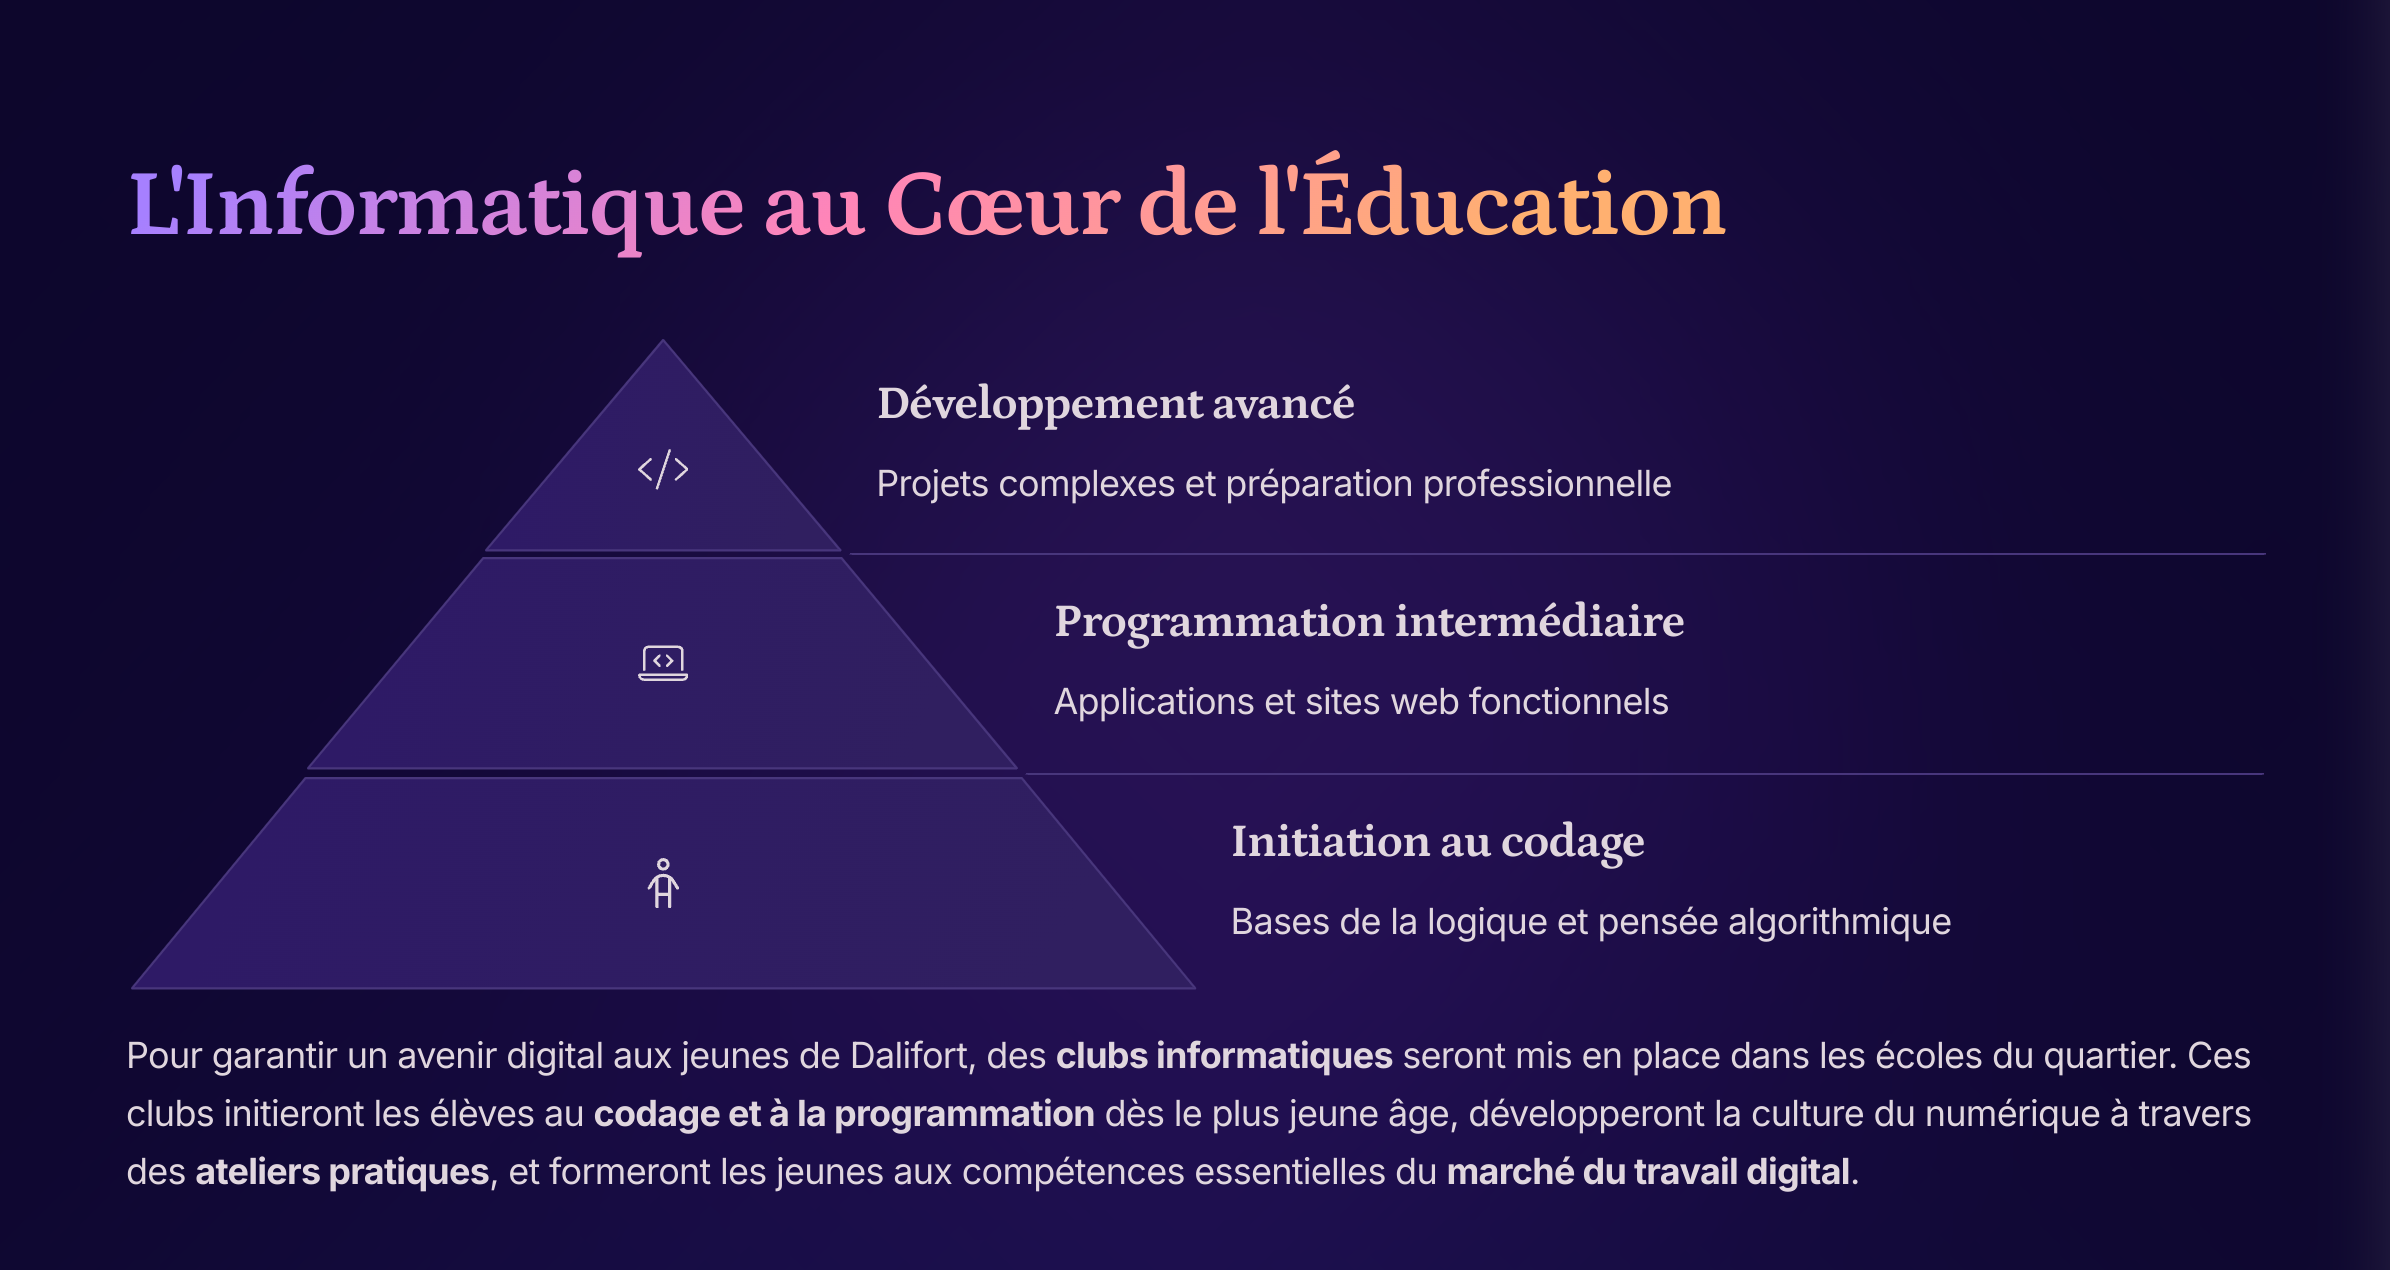 L'Informatique au Cœur de l'Éducation
Développement avancé
Projets complexes et préparation professionnelle
Programmation intermédiaire
Applications et sites web fonctionnels
Initiation au codage
Bases de la logique et pensée algorithmique
Pour garantir un avenir digital aux jeunes de Dalifort, des clubs informatiques seront mis en place dans les écoles du quartier. Ces
clubs initieront les élèves au codage et à la programmation dès le plus jeune âge, développeront la culture du numérique à travers
des ateliers pratiques, et formeront les jeunes aux compétences essentielles du marché du travail digital.